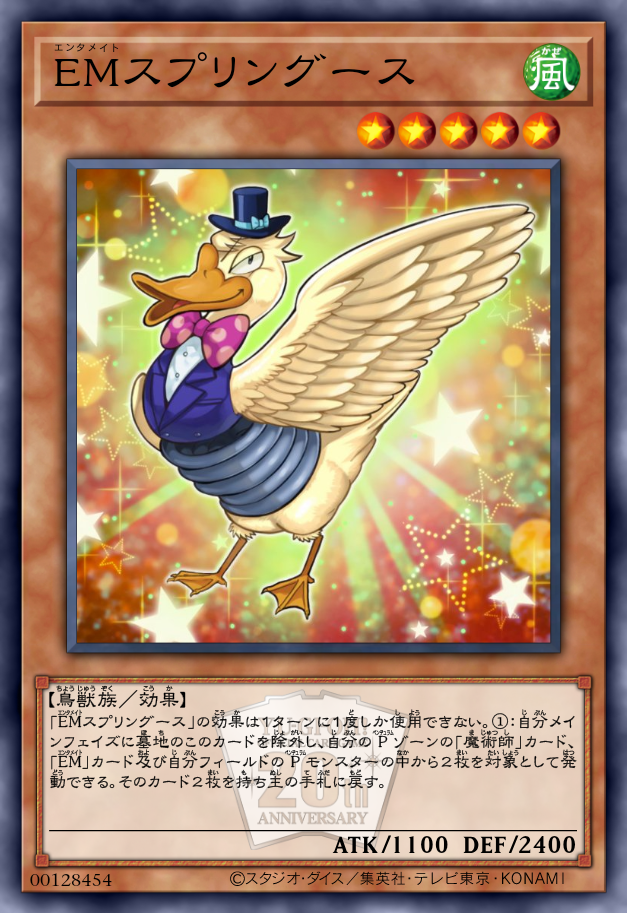 エンタメイト
EMスプリングース
かぜ
風
【鳥獣族／効果】
「EMスプリングース」の効果は1ターンに1度しか使用できない。①：自分メイ
ンフェイズに墓地のこのカードを除外し、自分のPゾーンの「魔術師」カード、
「EM」カード及び自分フィールドのPモンスターの中から2枚を対象として発
動できる。そのカード2枚を持ち主の手札に戻す。
20th
ANNIVERSARY
ATK/1100 DEF/2400
00128454
©スタジオ・ダイス／集英社・テレビ東京・KONAMI